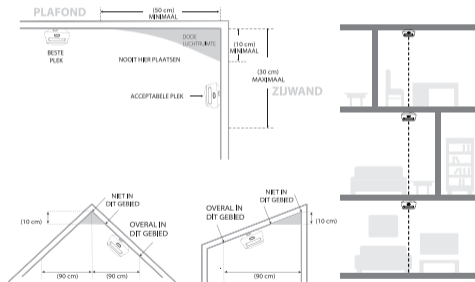 PLAFOND
(50 cm)
MINIMAAL
DODE
LUCHTRUIMTE
(10 cm)
MINIMAAL
BESTE
PLEK
NOOIT HIER PLAATSEN
(30 cm)
MAXIMAAL
ACCEPTABELE PLEK
ZIJWAND
NIET IN
DIT GEBIED
(10 cm)
OVERAL IN
DIT GEBIED
(90 cm)
(90 cm)
NIET IN
DIT GEBIED
OVERAL IN
DIT GEBIED
(10 cm)
(90 cm)